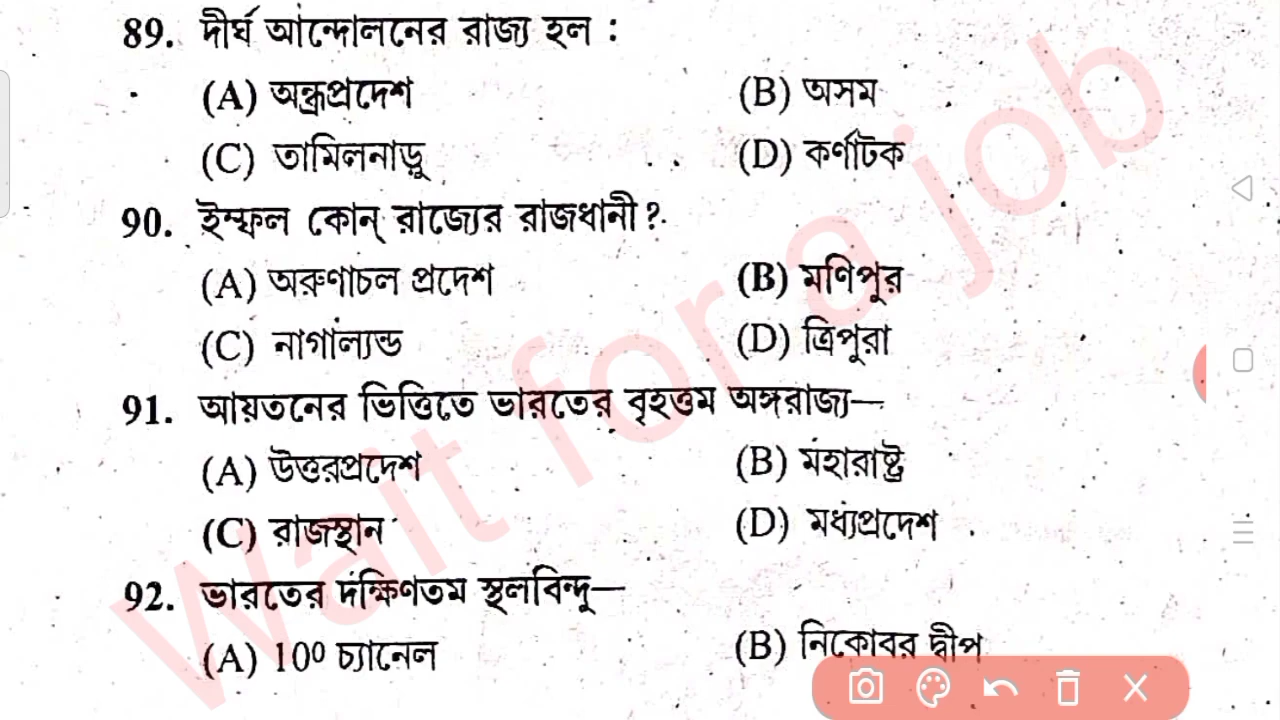 89. দীর্ঘ আন্দোলনের রাজ্য হল :
(A) অন্ধ্রপ্রদেশ (B) অসম
(C) তামিলনাড়ু (D) কর্ণাটক
90. ইম্ফল কোন্ রাজ্যের রাজধানী?
(A) অরুণাচল প্রদেশ (B) মণিপুর
(C) নাগাল্যন্ড (D) ত্রিপুরা
91. আয়তনের ভিত্তিতে ভারতের বৃহত্তম অঙ্গরাজ্য—
(A) উত্তরপ্রদেশ (B) মহারাষ্ট্র
(C) রাজস্থান (D) মধ্যপ্রদেশ
92. ভারতের দক্ষিণতম স্থলবিন্দু—
(A) 10⁰ চ্যানেল (B) নিকোবর দ্বীপ
Wait for a job